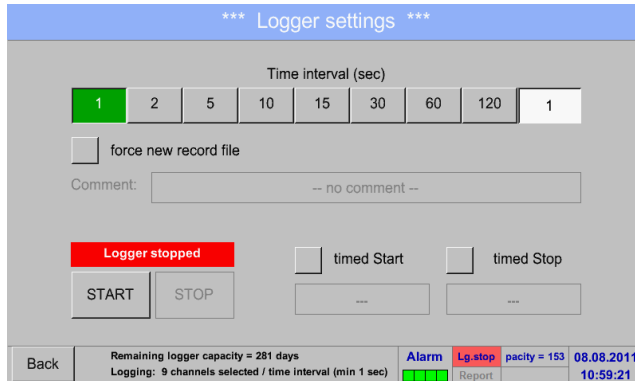 *** Logger settings ***
Time interval (sec)
1 2 5 10 15 30 60 120 1
force new record file
Comment: -- no comment --
Logger stopped
timed Start timed Stop
START STOP --- ---
Back
Remaining logger capacity = 281 days
Logging: 9 channels selected / time interval (min 1 sec)
Alarm Lg.stop pacity = 153 08.08.2011
Report 10:59:21